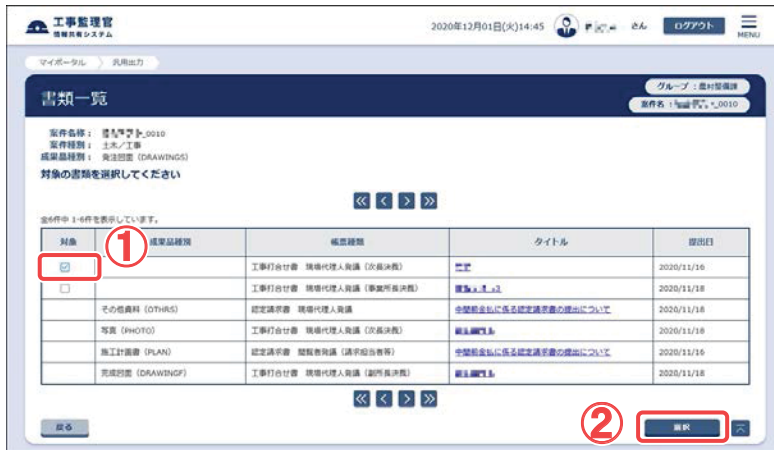 工事監理官
情報共有システム
2020年12月01日(火)14:45 さん ログアウト MENU
マイポータル 汎用出力
書類一覧
グループ：農村整備課
案件名： _0010
案件名称： _0010
案件種別： 土木／工事
成果品種別： 発注図面（DRAWINGS）
対象の書類を選択してください
全6件中 1-6件を表示しています。
対象 成果品種別 帳票種類 タイトル 提出日
①
工事打合せ書 現場代理人発議（次長決裁） 2020/11/16
工事打合せ書 現場代理人発議（事業所長決裁） 2020/11/18
その他資料（OTHRS） 認定請求書 現場代理人発議 中間前金払に係る認定請求書の提出について 2020/11/18
写真（PHOTO） 工事打合せ書 現場代理人発議（次長決裁） 2020/11/18
施工計画書（PLAN） 認定請求書 閲覧者発議（請求担当者等） 中間前金払に係る認定請求書の提出について 2020/11/16
完成図面（DRAWINGF） 工事打合せ書 現場代理人発議（副所長決裁） 2020/11/18
戻る ② 選択